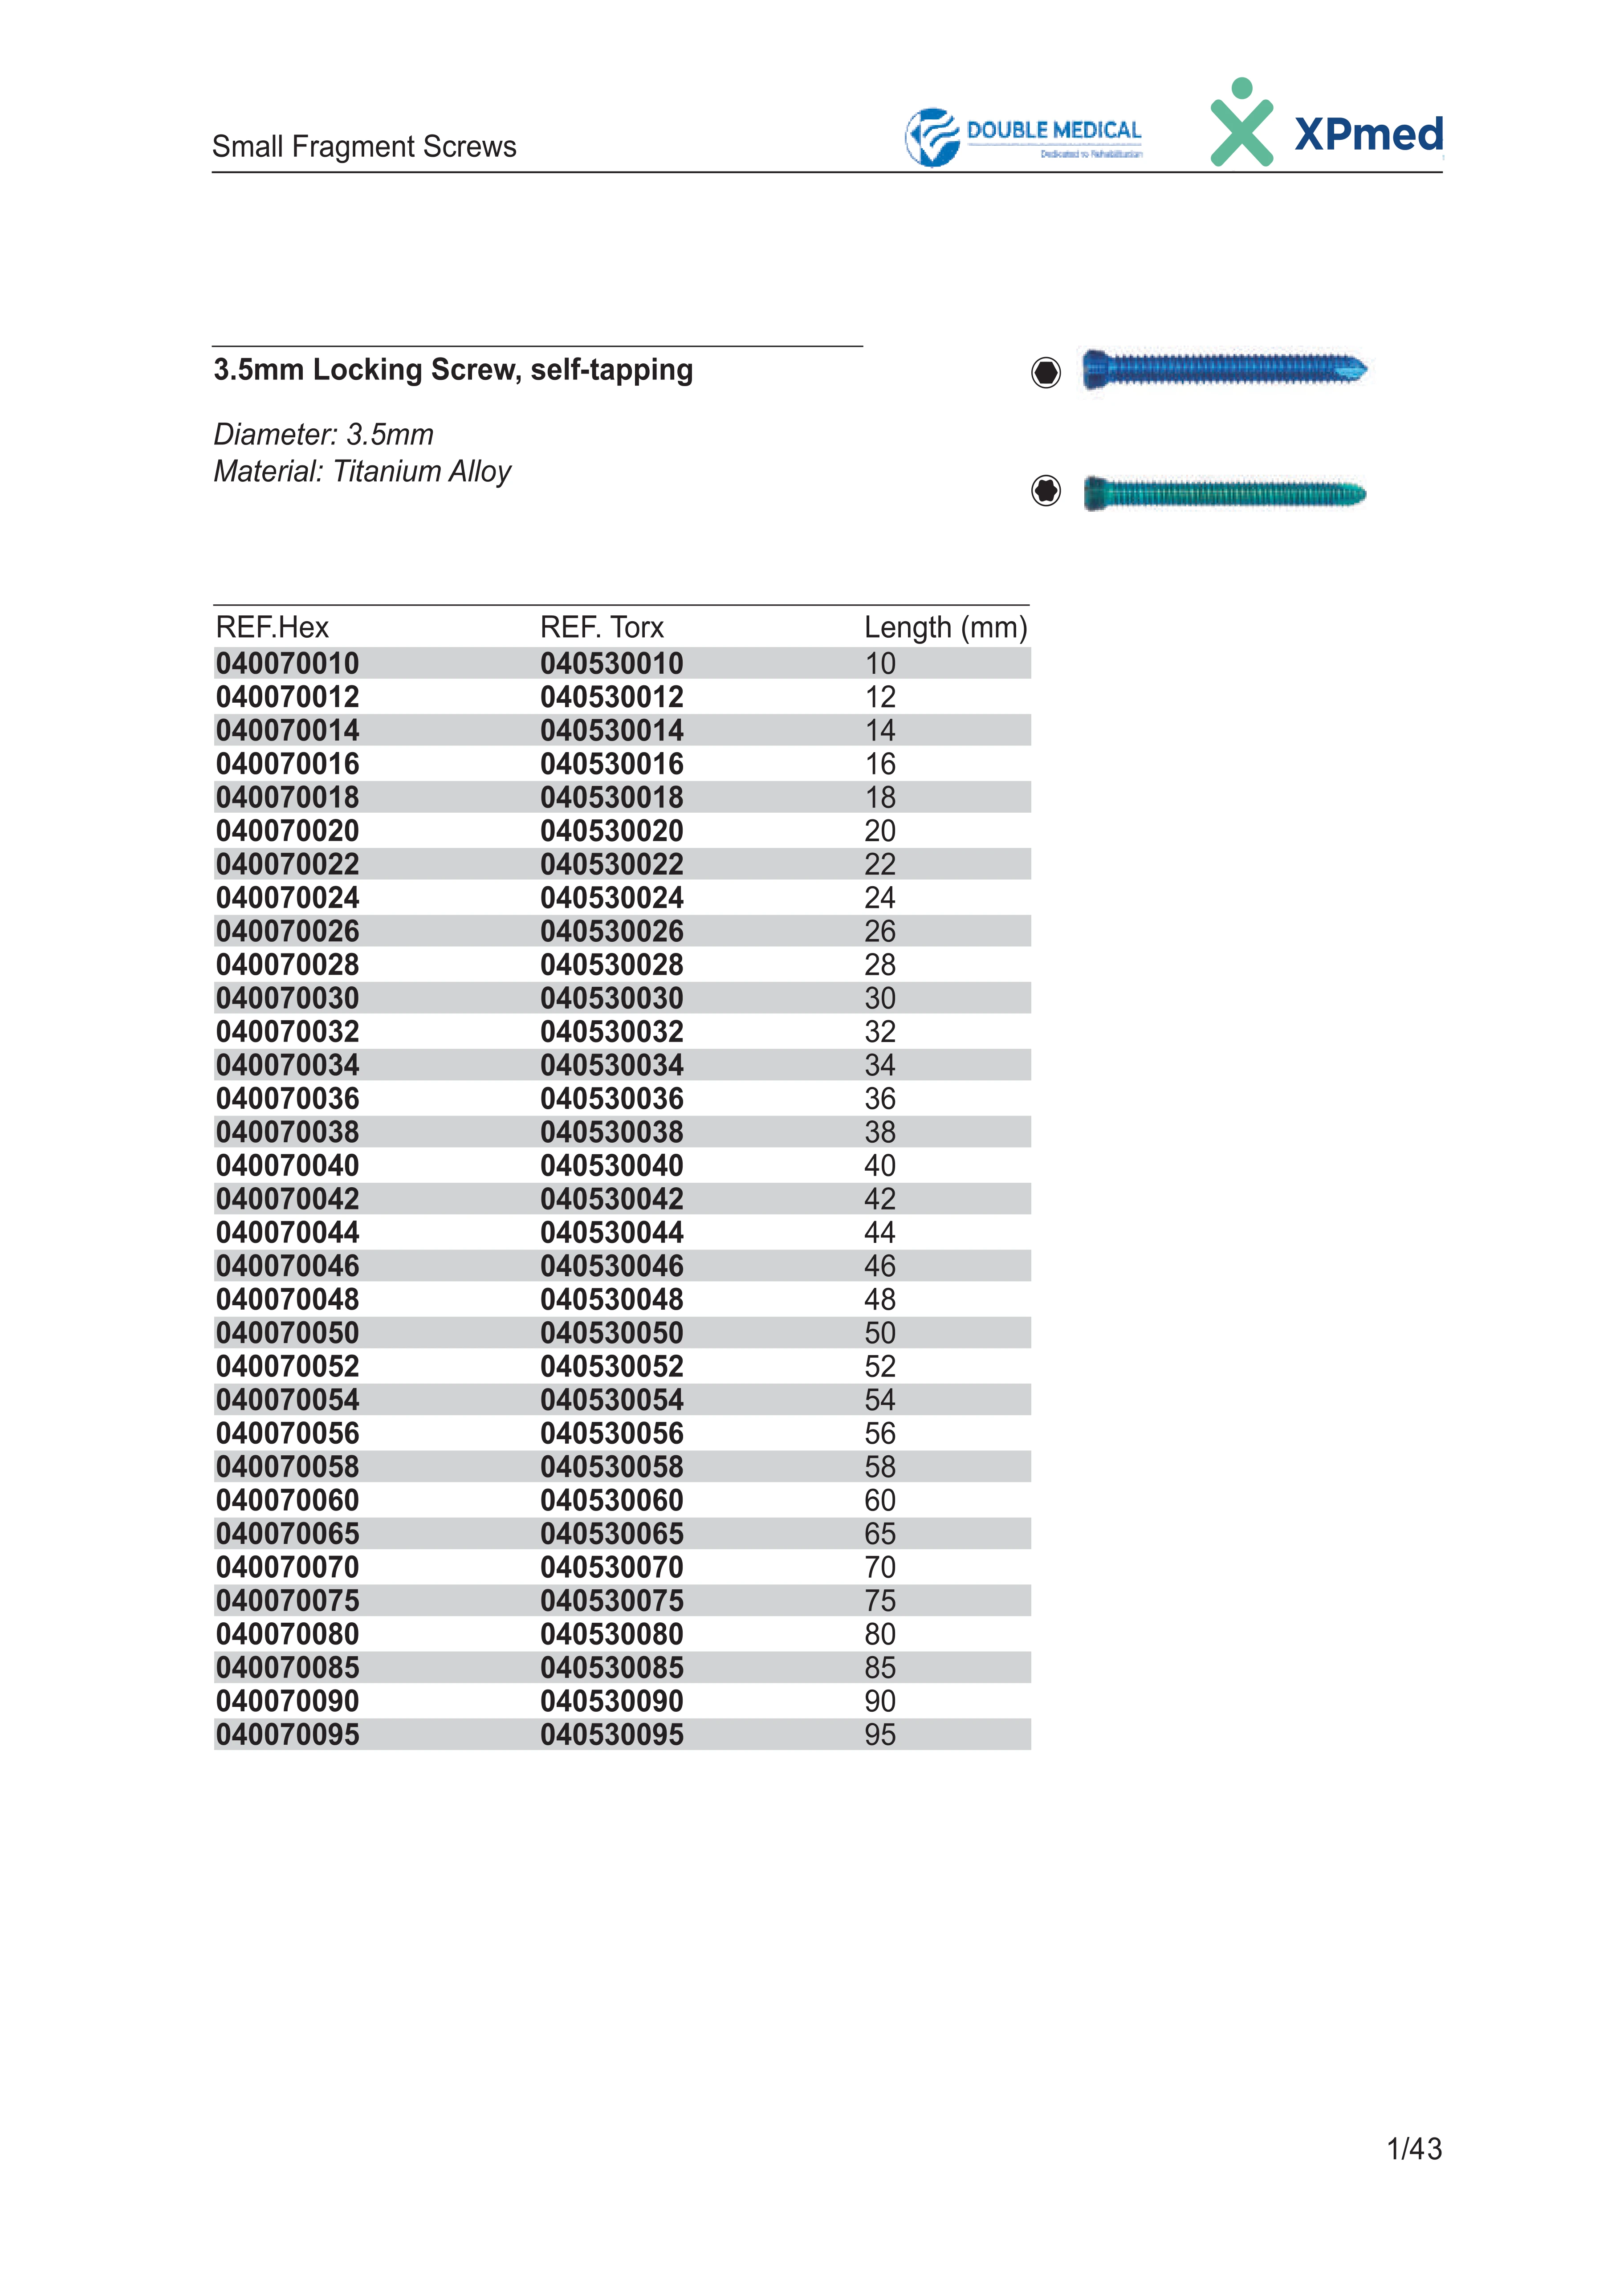 Small Fragment Screws
DOUBLE MEDICAL
Dedicated to Rehabilitation
XPmed
3.5mm Locking Screw, self-tapping
Diameter: 3.5mm
Material: Titanium Alloy
REF.Hex REF. Torx Length (mm)
040070010 040530010 10
040070012 040530012 12
040070014 040530014 14
040070016 040530016 16
040070018 040530018 18
040070020 040530020 20
040070022 040530022 22
040070024 040530024 24
040070026 040530026 26
040070028 040530028 28
040070030 040530030 30
040070032 040530032 32
040070034 040530034 34
040070036 040530036 36
040070038 040530038 38
040070040 040530040 40
040070042 040530042 42
040070044 040530044 44
040070046 040530046 46
040070048 040530048 48
040070050 040530050 50
040070052 040530052 52
040070054 040530054 54
040070056 040530056 56
040070058 040530058 58
040070060 040530060 60
040070065 040530065 65
040070070 040530070 70
040070075 040530075 75
040070080 040530080 80
040070085 040530085 85
040070090 040530090 90
040070095 040530095 95
1/43